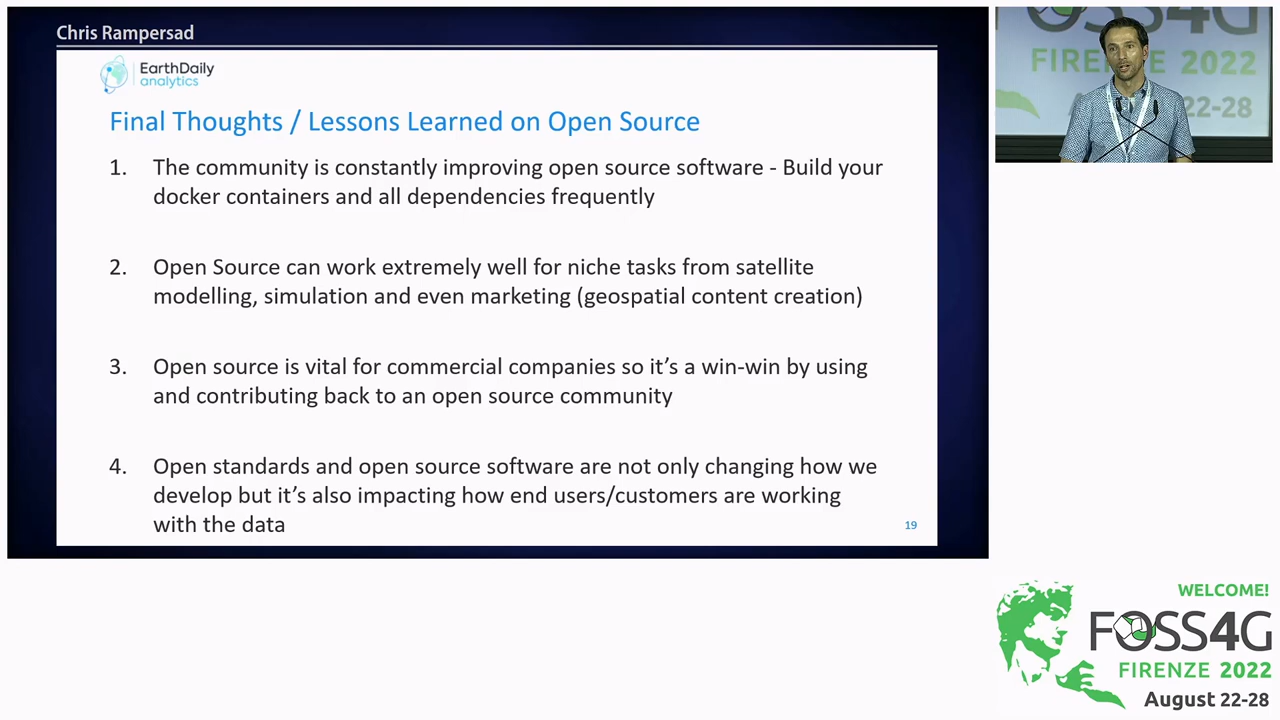 Chris Rampersad
EarthDaily
analytics
Final Thoughts / Lessons Learned on Open Source
1. The community is constantly improving open source software - Build your
docker containers and all dependencies frequently
2. Open Source can work extremely well for niche tasks from satellite
modelling, simulation and even marketing (geospatial content creation)
3. Open source is vital for commercial companies so it's a win-win by using
and contributing back to an open source community
4. Open standards and open source software are not only changing how we
develop but it's also impacting how end users/customers are working
with the data
19
FIRENZE 2022
22-28
WELCOME!
FOSS4G
FIRENZE 2022
August 22-28